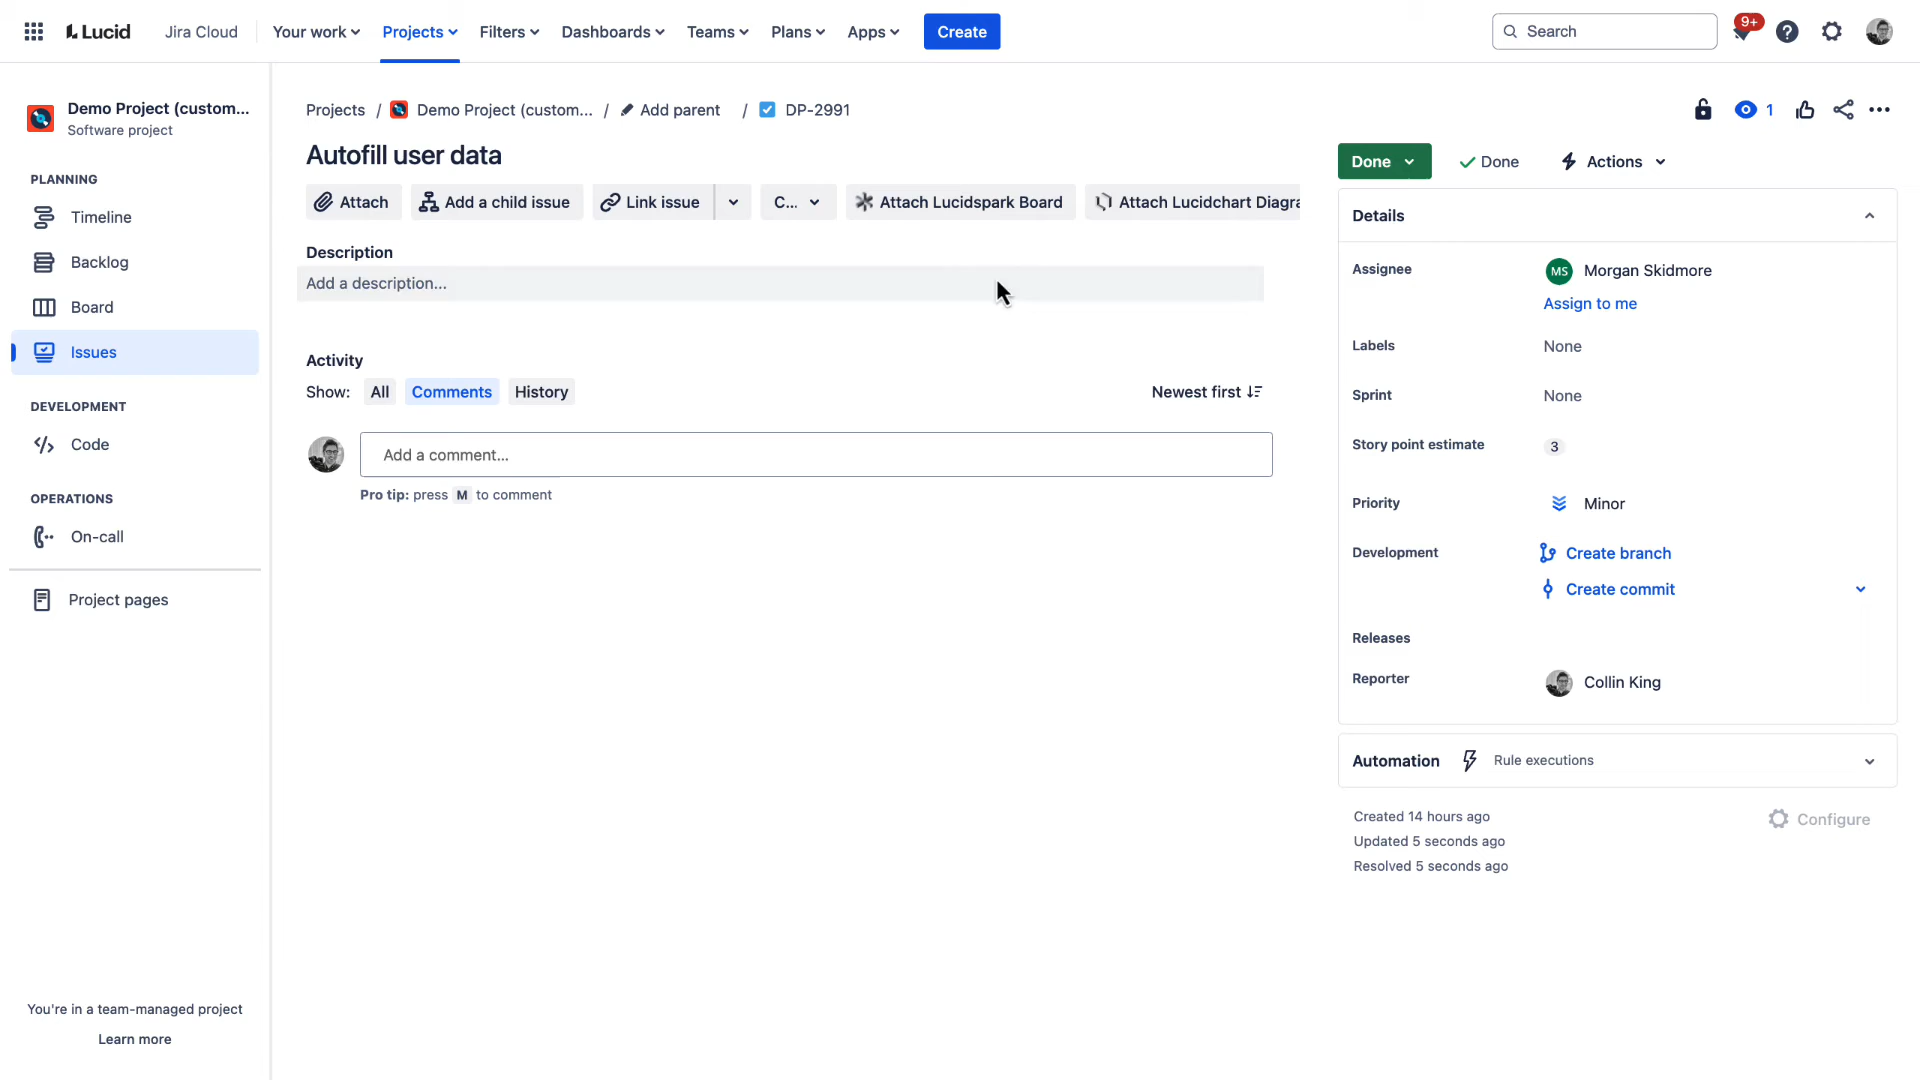 Lucid
Jira Cloud
Your work
Projects
Filters
Dashboards
Teams
Plans
Apps
Create
Search
9+
Demo Project (custom...
Software project
PLANNING
Timeline
Backlog
Board
Issues
DEVELOPMENT
Code
OPERATIONS
On-call
Project pages
You're in a team-managed project
Learn more
Projects / Demo Project (custom... / Add parent / DP-2991
1
Autofill user data
Attach
Add a child issue
Link issue
C...
Attach Lucidspark Board
Attach Lucidchart Diagra
Description
Add a description...
Activity
Show: All Comments History
Newest first
Add a comment...
Pro tip: press M to comment
Done
Done
Actions
Details
Assignee
MS Morgan Skidmore
Assign to me
Labels
None
Sprint
None
Story point estimate
3
Priority
Minor
Development
Create branch
Create commit
Releases
Reporter
Collin King
Automation
Rule executions
Created 14 hours ago
Configure
Updated 5 seconds ago
Resolved 5 seconds ago